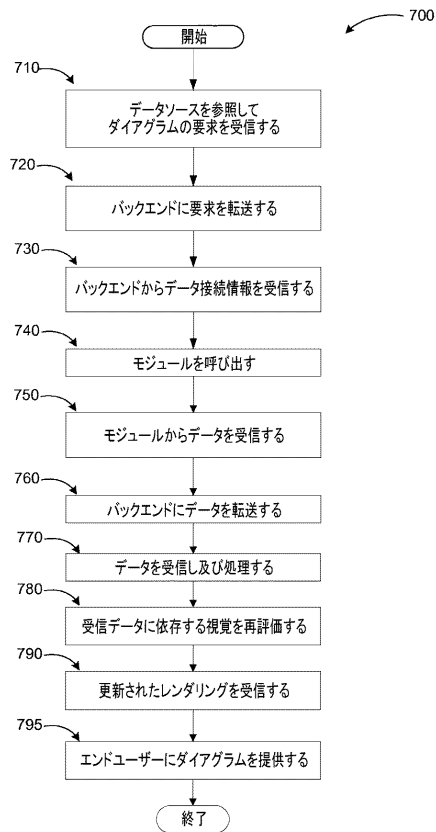 700
開始
710
データソースを参照して
ダイアグラムの要求を受信する
720
バックエンドに要求を転送する
730
バックエンドからデータ接続情報を受信する
740
モジュールを呼び出す
750
モジュールからデータを受信する
760
バックエンドにデータを転送する
770
データを受信し及び処理する
780
受信データに依存する視覚を再評価する
790
更新されたレンダリングを受信する
795
エンドユーザーにダイアグラムを提供する
終了